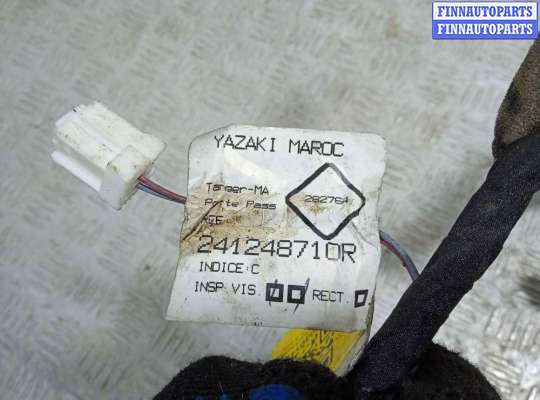 FINNAUTOPARTS
FINNAUTOPARTS
YAZAKI MAROC
Tanger-MA
Porte Pass
282764
241248710R
INDICE:C
INSP.VIS RECT.